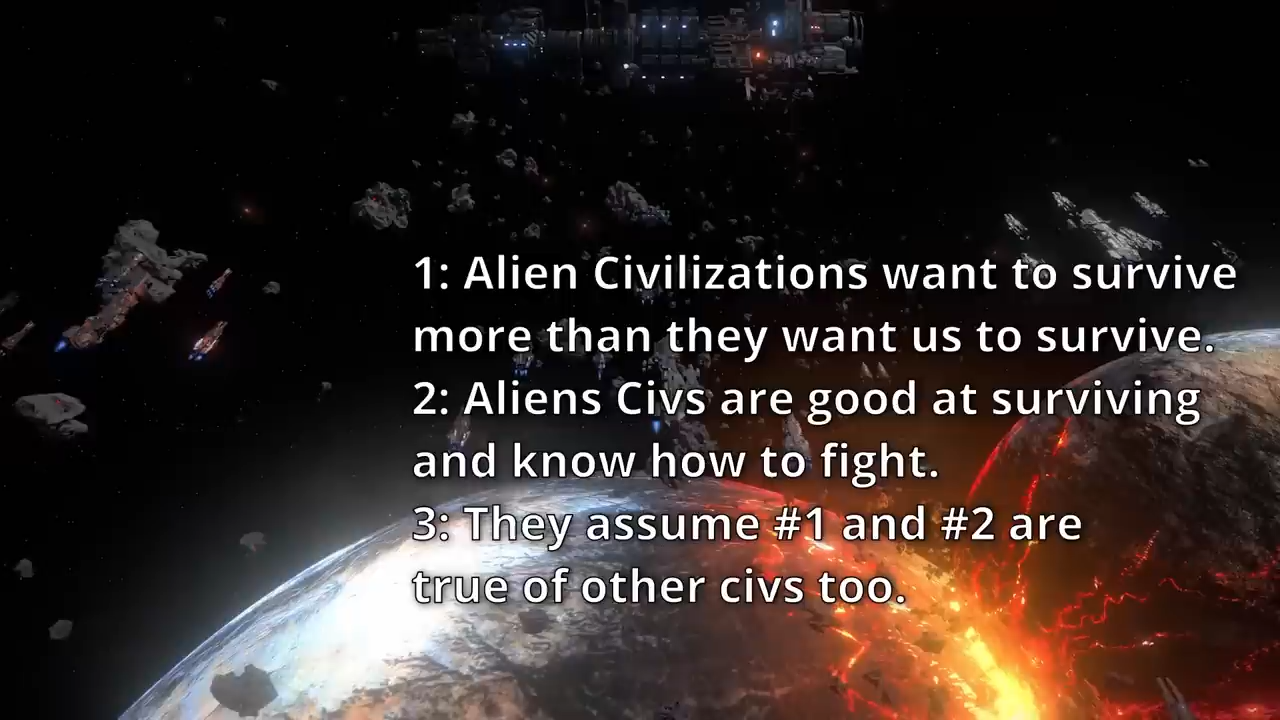 1: Alien Civilizations want to survive
more than they want us to survive.
2: Aliens Civs are good at surviving
and know how to fight.
3: They assume #1 and #2 are
true of other civs too.